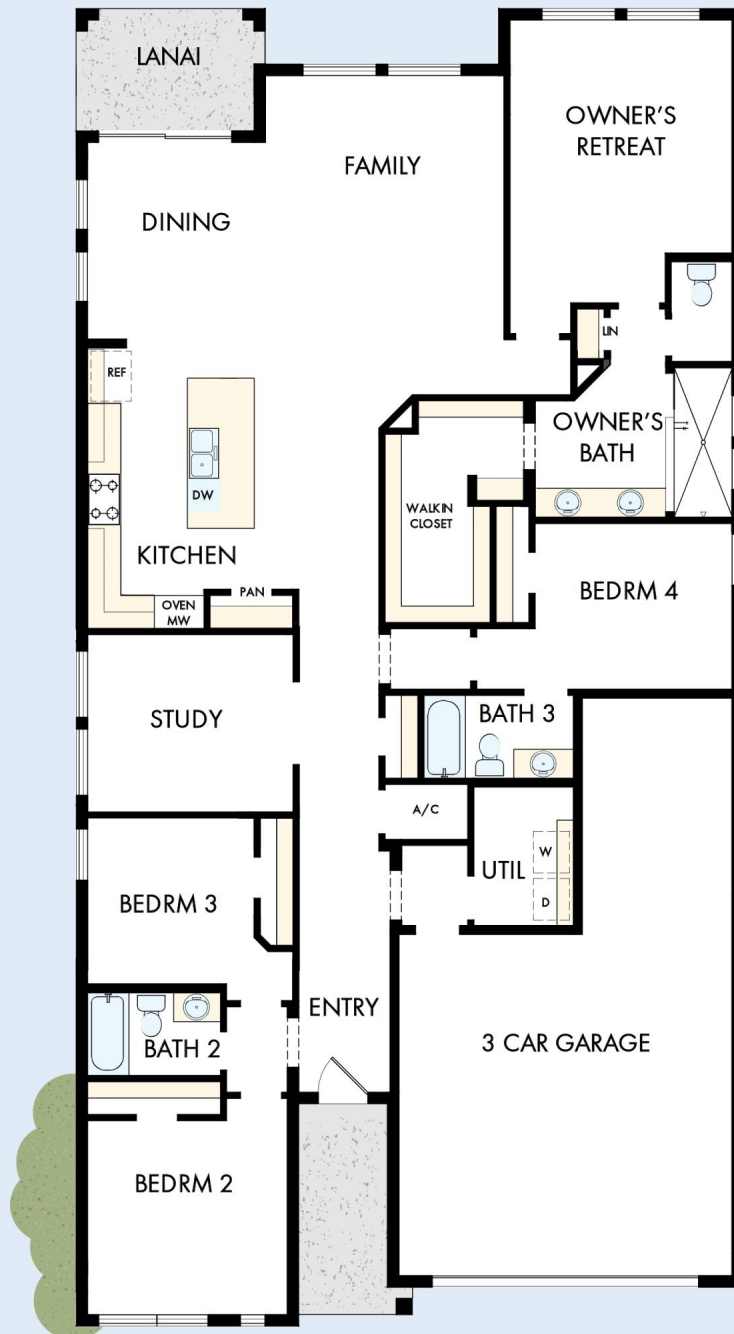 LANAI
OWNER'S
RETREAT
FAMILY
DINING
LIN
REF
OWNER'S
BATH
DW
WALKIN
CLOSET
KITCHEN
PAN
OVEN
MW
BEDRM 4
STUDY
BATH 3
A/C
UTIL
W
D
BEDRM 3
ENTRY
BATH 2
3 CAR GARAGE
BEDRM 2